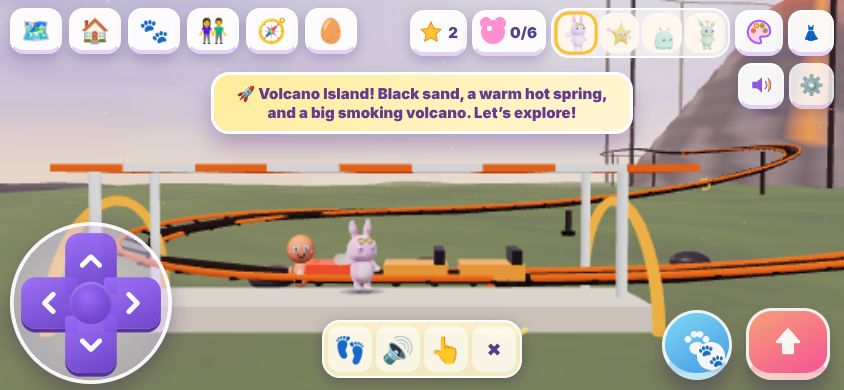 2
0/6
🚀 Volcano Island! Black sand, a warm hot spring,
and a big smoking volcano. Let's explore!